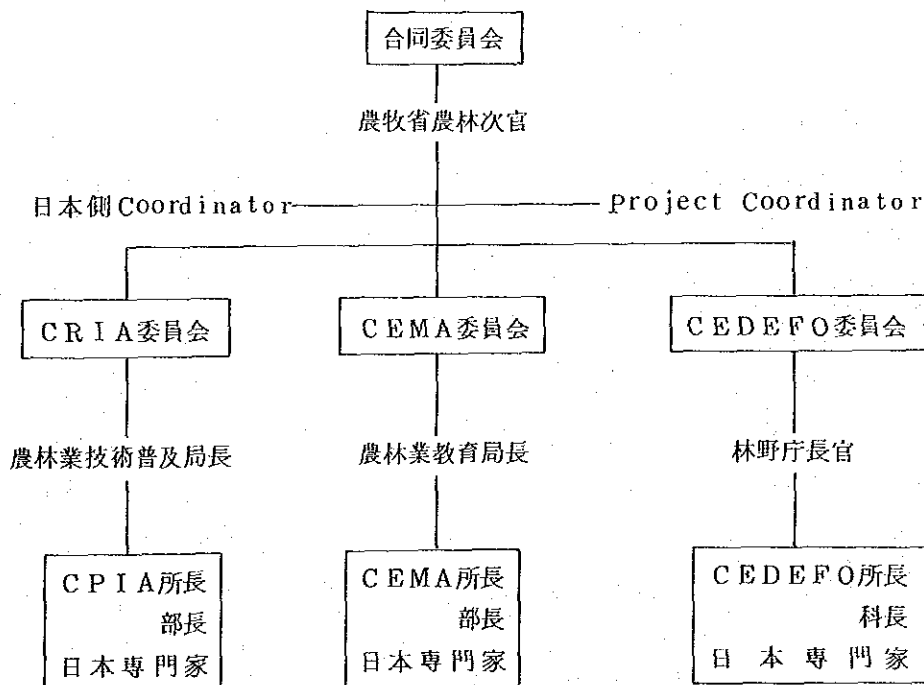 合同委員会
農牧省農林次官
日本側Coordinator
Project Coordinator
CRIA委員会
CEMA委員会
CEDEFO委員会
農林業技術普及局長
農林業教育局長
林野庁長官
CPIA所長
部長
日本専門家
CEMA所長
部長
日本専門家
CEDEFO所長
科長
日本専門家